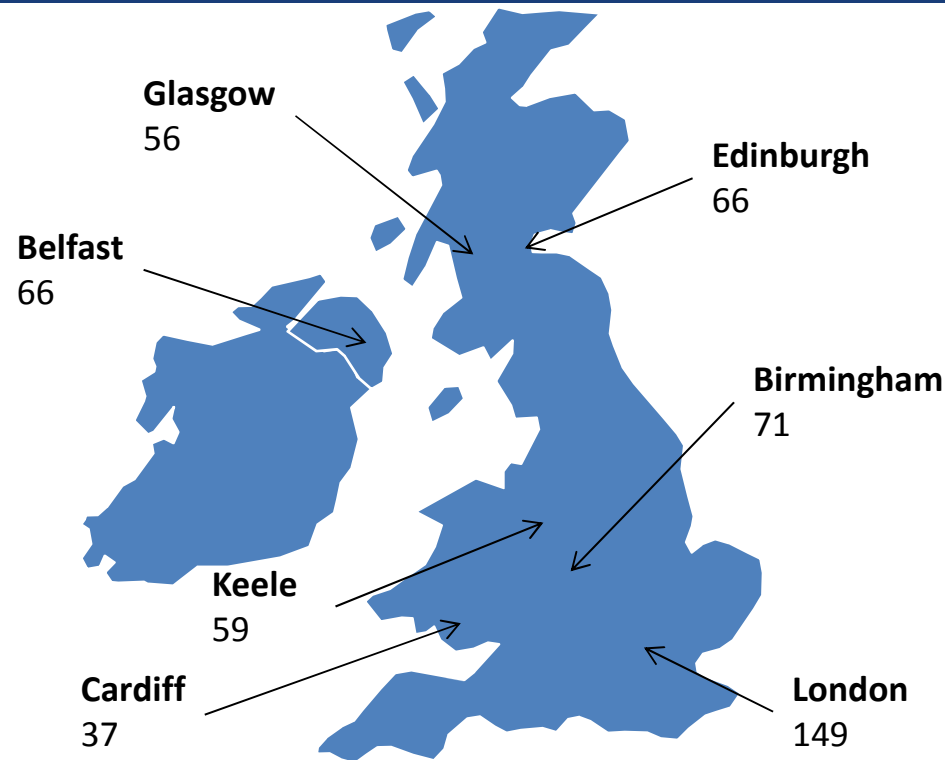 Glasgow
56
Edinburgh
66
Belfast
66
Birmingham
71
Keele
59
Cardiff
37
London
149